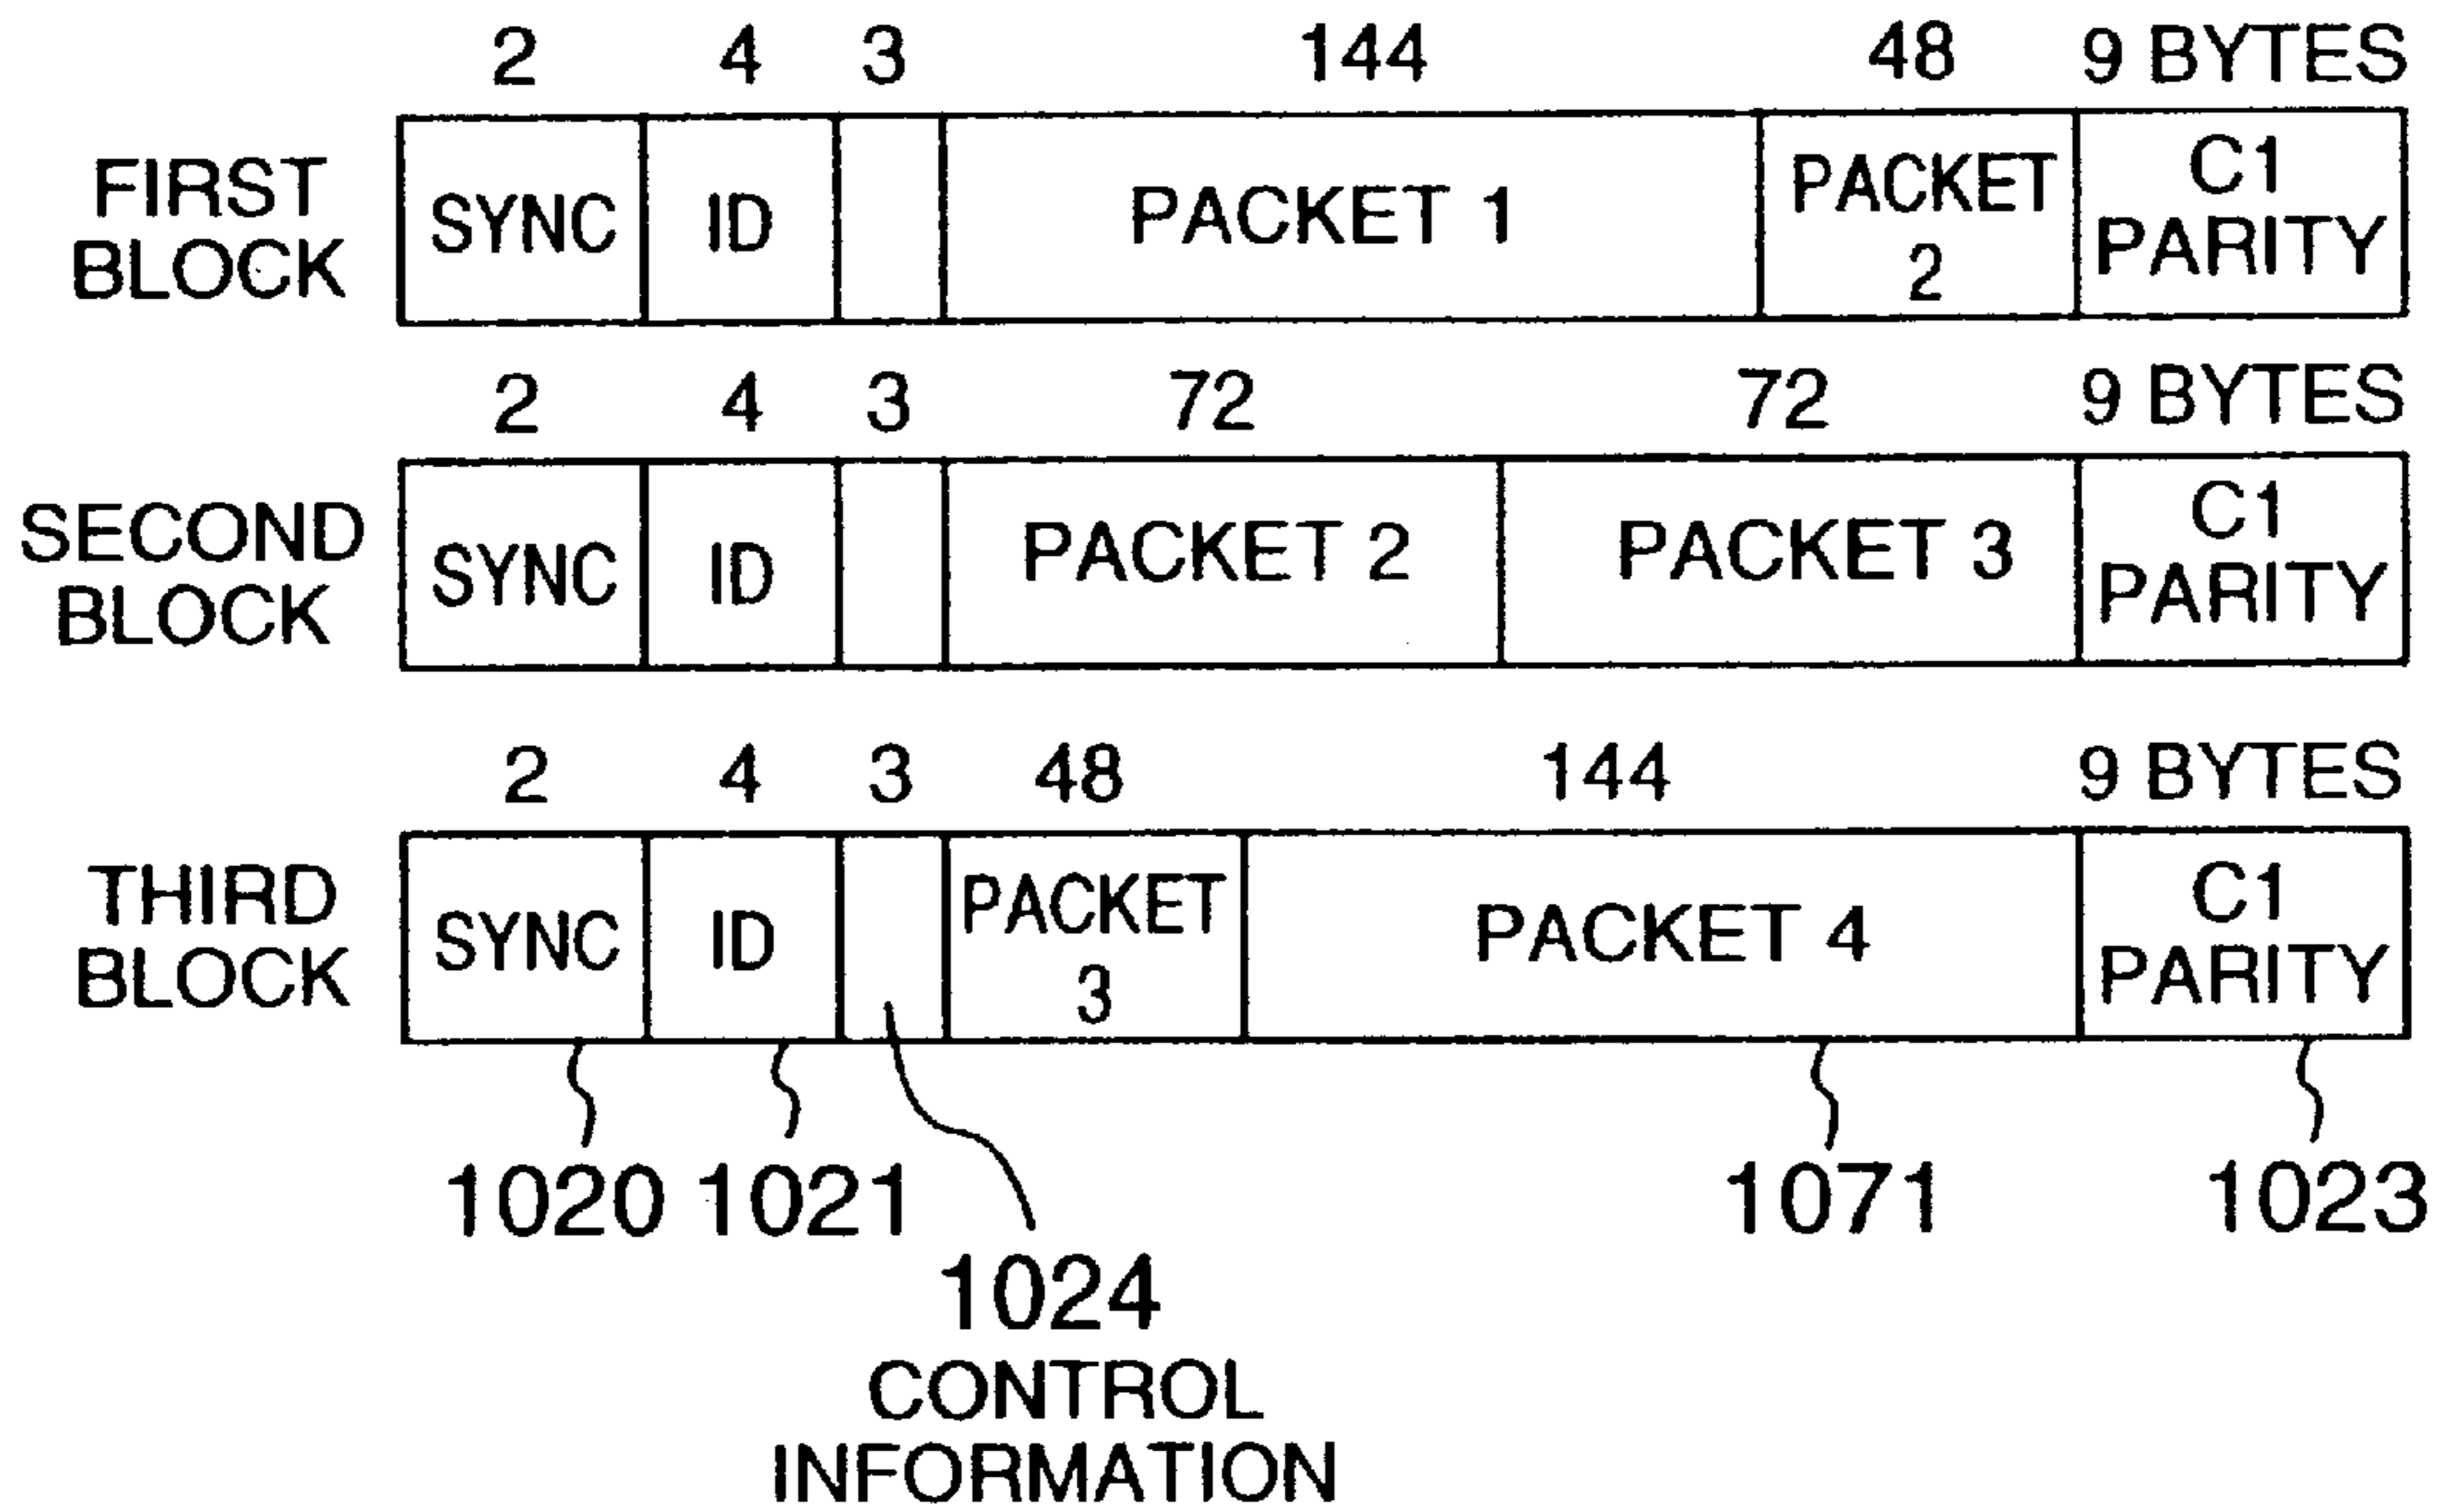 2 4 3 144 48 9 BYTES
FIRST BLOCK
SYNC ID PACKET 1 PACKET 2 C1 PARITY
2 4 3 72 72 9 BYTES
SECOND BLOCK
SYNC ID PACKET 2 PACKET 3 C1 PARITY
2 4 3 48 144 9 BYTES
THIRD BLOCK
SYNC ID PACKET 3 PACKET 4 C1 PARITY
1020 1021 1071 1023
1024
CONTROL
INFORMATION